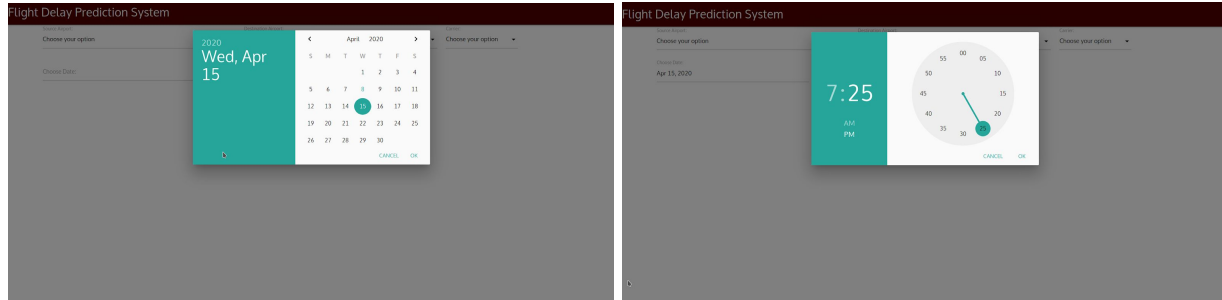 Flight Delay Prediction System
Choose your option
Choose your option
Choose Date:
2020
Wed, Apr
15
April 2020
S M T W T F S
1 2 3 4
5 6 7 8 9 10 11
12 13 14 15 16 17 18
19 20 21 22 23 24 25
26 27 28 29 30
CANCEL OK
Flight Delay Prediction System
Choose your option
Choose your option
Choose Date:
Apr 15, 2020
7:25
AM
PM
00
55 05
50 10
45 15
40 20
35 25
30
CANCEL OK